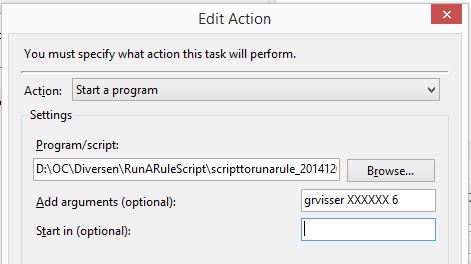 Edit Action
You must specify what action this task will perform.
Action: Start a program
Settings
Program/script:
D:\OC\Diversen\RunARuleScript\scripttorunarule_201412 Browse...
Add arguments (optional): grvisser XXXXXX 6
Start in (optional):